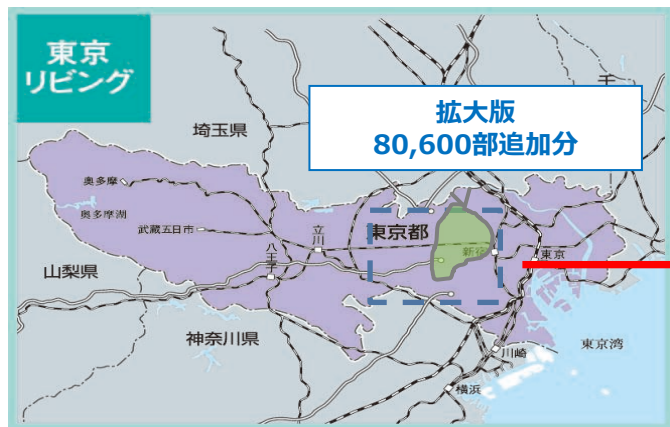 東京
リビング
拡大版
80,600部追加分
千
埼玉県
奥多摩
奥多摩湖
武蔵五日市
立川
八王子
東京都
新宿
東京
山梨県
神奈川県
川崎
東京湾
横浜